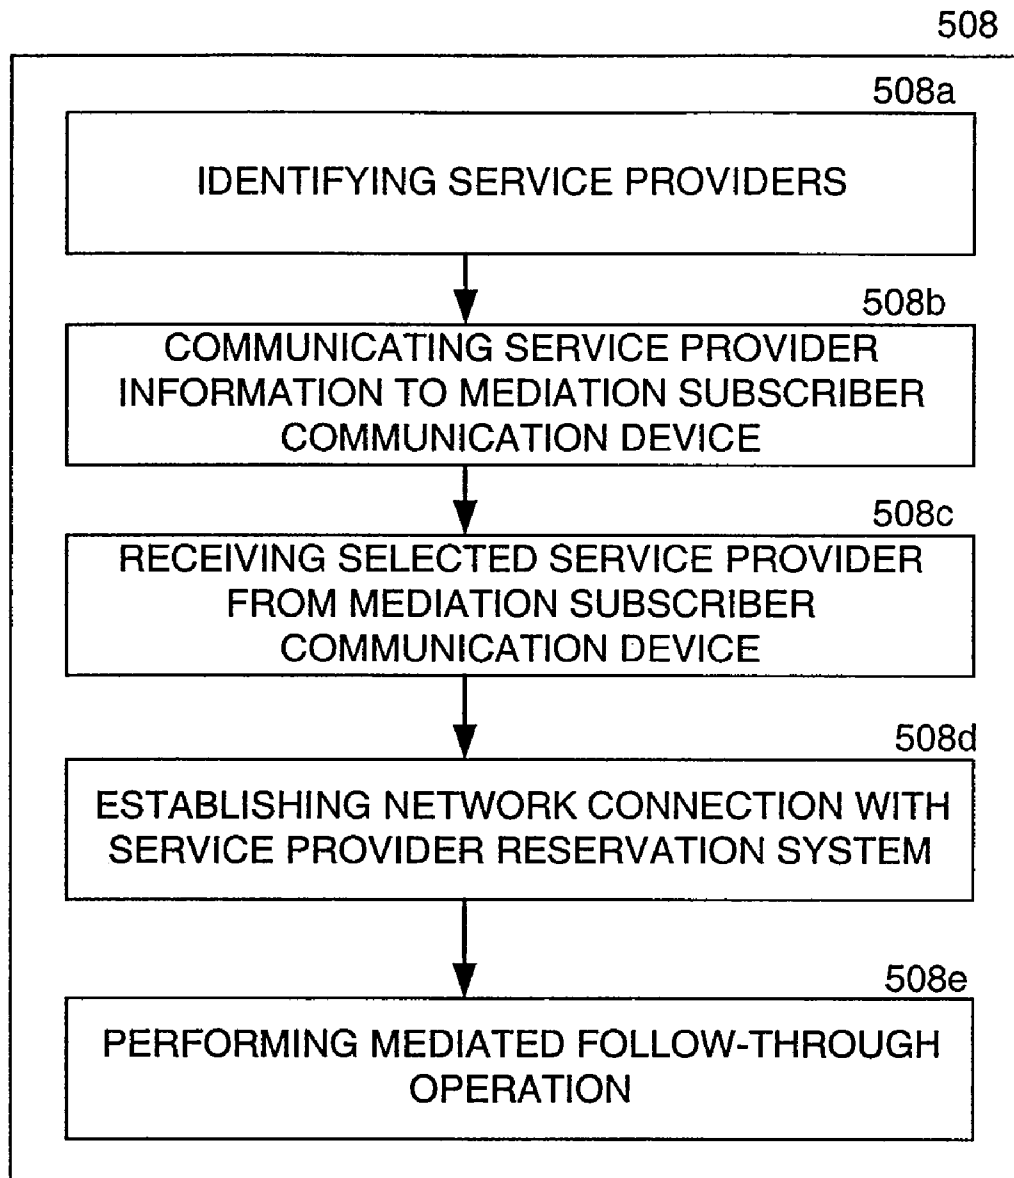 508
508a
IDENTIFYING SERVICE PROVIDERS
508b
COMMUNICATING SERVICE PROVIDER
INFORMATION TO MEDIATION SUBSCRIBER
COMMUNICATION DEVICE
508c
RECEIVING SELECTED SERVICE PROVIDER
FROM MEDIATION SUBSCRIBER
COMMUNICATION DEVICE
508d
ESTABLISHING NETWORK CONNECTION WITH
SERVICE PROVIDER RESERVATION SYSTEM
508e
PERFORMING MEDIATED FOLLOW-THROUGH
OPERATION